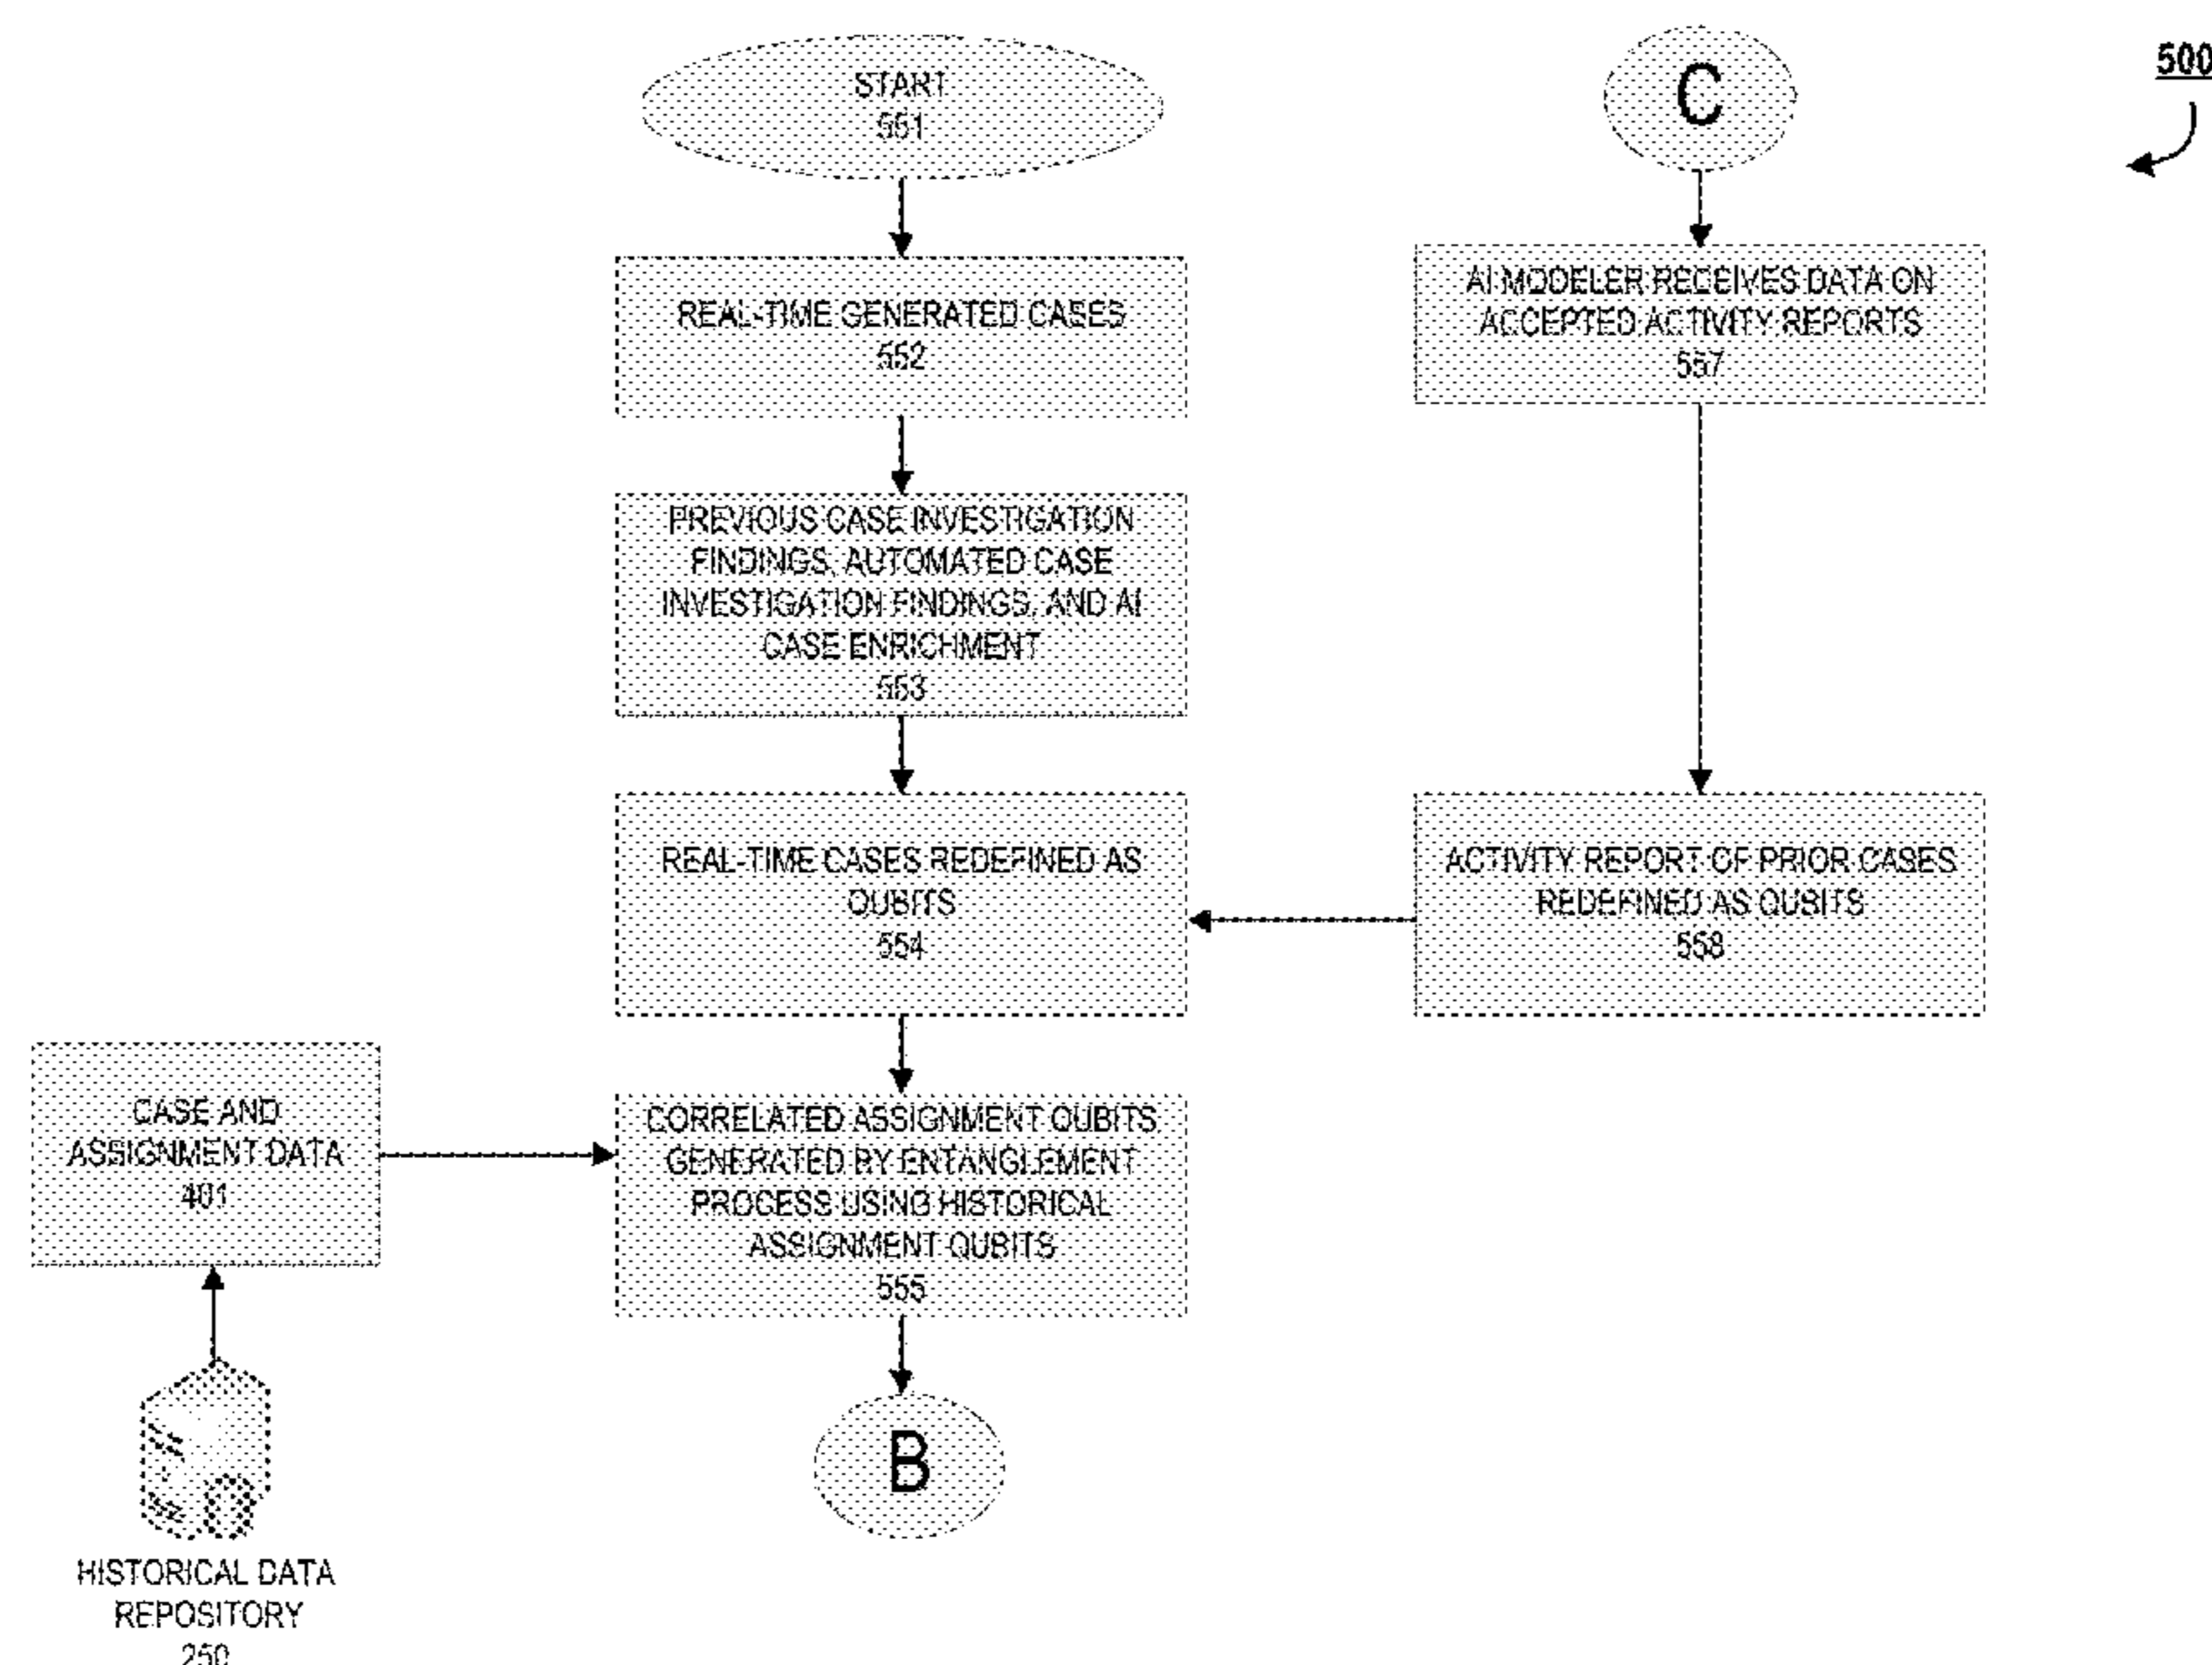 START
551
C
500
REAL-TIME GENERATED CASES
552
AI MODELER RECEIVES DATA ON
ACCEPTED ACTIVITY REPORTS
557
PREVIOUS CASE INVESTIGATION
FINDINGS, AUTOMATED CASE
INVESTIGATION FINDINGS, AND AI
CASE ENRICHMENT
553
REAL-TIME CASES REDEFINED AS
QUBITS
554
ACTIVITY REPORT OF PRIOR CASES
REDEFINED AS QUBITS
558
CASE AND
ASSIGNMENT DATA
401
CORRELATED ASSIGNMENT QUBITS
GENERATED BY ENTANGLEMENT
PROCESS USING HISTORICAL
ASSIGNMENT QUBITS
555
B
HISTORICAL DATA
REPOSITORY
250